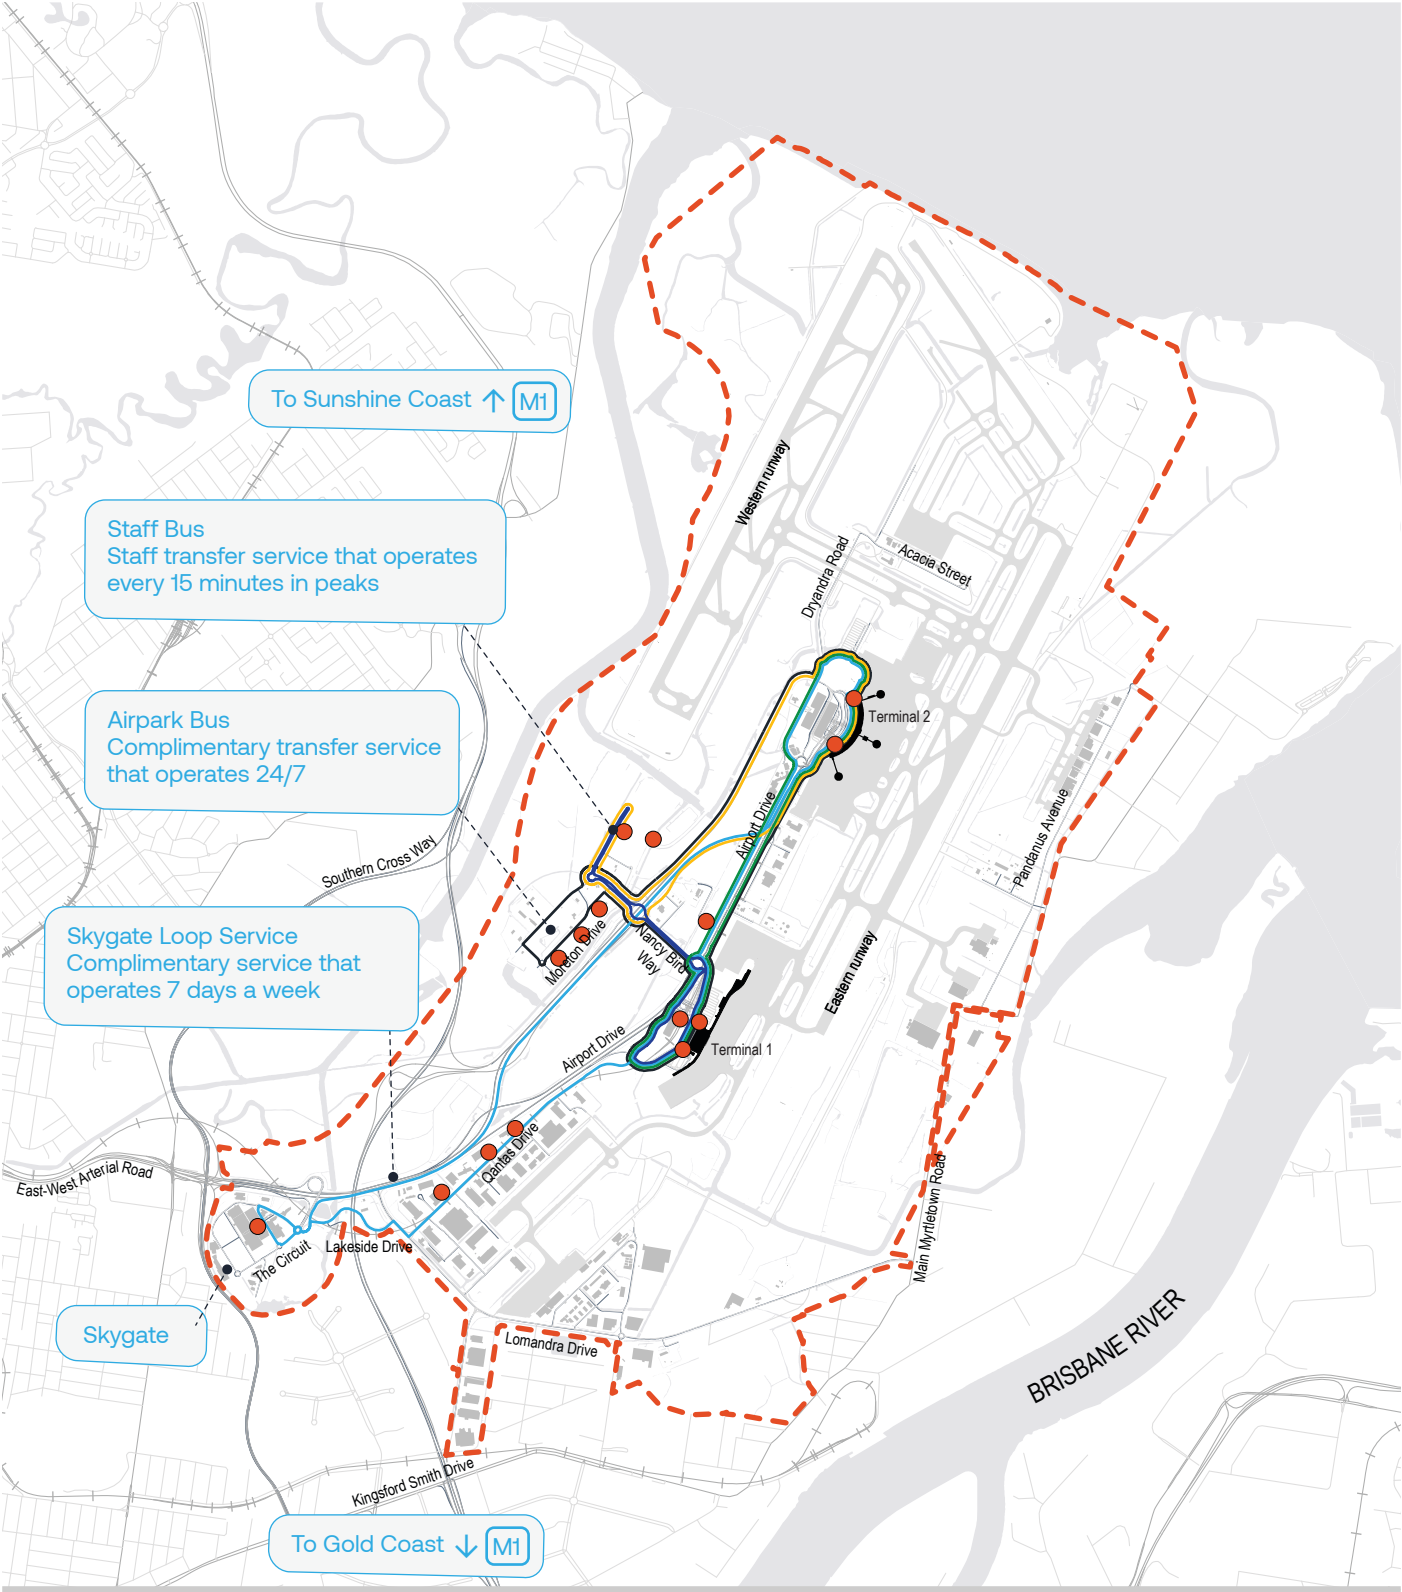 To Sunshine Coast ↑ M1
Staff Bus
Staff transfer service that operates
every 15 minutes in peaks
Western runway
Dryandra Road
Acacia Street
Airpark Bus
Complimentary transfer service
that operates 24/7
Terminal 2
Airport Drive
Pandanus Avenue
Southern Cross Way
Skygate Loop Service
Complimentary service that
operates 7 days a week
Moreton Drive
Nancy Bird
Way
Eastern runway
Airport Drive
Terminal 1
Qantas Drive
East-West Arterial Road
Main Myrtletown Road
The Circuit
Lakeside Drive
Skygate
Lomandra Drive
BRISBANE RIVER
Kingsford Smith Drive
To Gold Coast ↓ M1